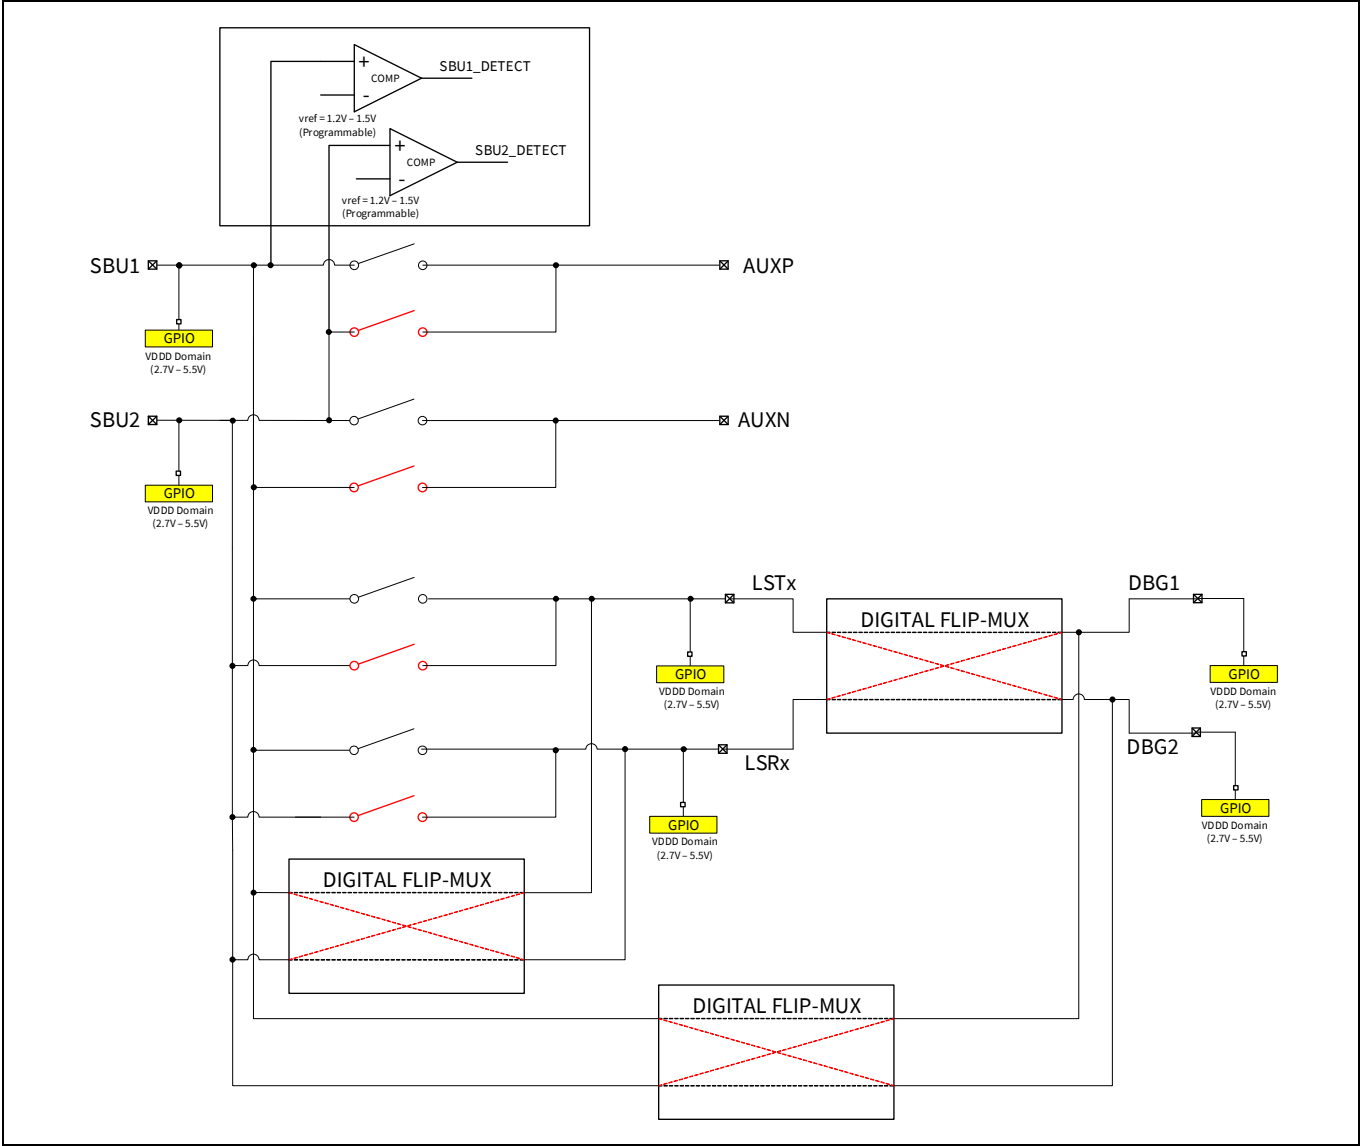 +
COMP
-
SBU1_DETECT
vref = 1.2V – 1.5V
(Programmable)
+
COMP
-
SBU2_DETECT
vref = 1.2V – 1.5V
(Programmable)
SBU1
AUXP
GPIO
VDDD Domain
(2.7V – 5.5V)
SBU2
AUXN
GPIO
VDDD Domain
(2.7V – 5.5V)
LSTx
DBG1
DIGITAL FLIP-MUX
GPIO
VDDD Domain
(2.7V – 5.5V)
GPIO
VDDD Domain
(2.7V – 5.5V)
LSRx
DBG2
GPIO
VDDD Domain
(2.7V – 5.5V)
GPIO
VDDD Domain
(2.7V – 5.5V)
DIGITAL FLIP-MUX
DIGITAL FLIP-MUX